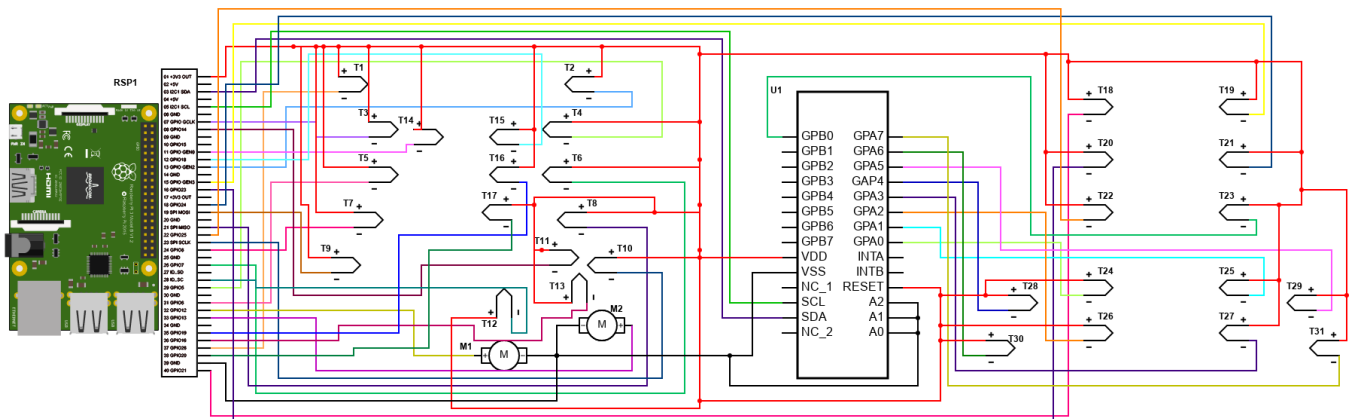 RSP1
01 +3V3 OUT
02 +5V
03 I2C1 SDA
04 +5V
05 I2C1 SCL
06 GND
07 GPIO GCLK
08 GPIO14
09 GND
10 GPIO15
11 GPIO GEN0
12 GPIO18
13 GPIO GEN2
14 GND
15 GPIO GEN3
16 GPIO23
17 +3V3 OUT
18 GPIO24
19 SPI MOSI
20 GND
21 SPI MISO
22 GPIO25
23 SPI SCLK
24 GPIO8
25 GND
26 GPIO7
27 ID_SD
28 ID_SC
29 GPIO5
30 GND
31 GPIO6
32 GPIO12
33 GPIO13
34 GND
35 GPIO19
36 GPIO16
37 GPIO26
38 GPIO20
39 GND
40 GPIO21
T1 + -
T2 + -
T3 + -
T14 + -
T15 + -
T4 + -
T5 + -
T16 + -
T6 + -
T7 + -
T17 + -
T8 + -
T9 + -
T11 + -
T10 + -
T13 + -
T12 + -
M1 + M -
M2 - M +
U1
GPB0 GPA7
GPB1 GPA6
GPB2 GPA5
GPB3 GAP4
GPB4 GPA3
GPB5 GPA2
GPB6 GPA1
GPB7 GPA0
VDD INTA
VSS INTB
NC_1 RESET
SCL A2
SDA A1
NC_2 A0
T18 + -
T19 + -
T20 + -
T21 + -
T22 + -
T23 + -
T24 + -
T25 + -
T28 + -
T29 + -
T26 + -
T27 + -
T30 + -
T31 + -